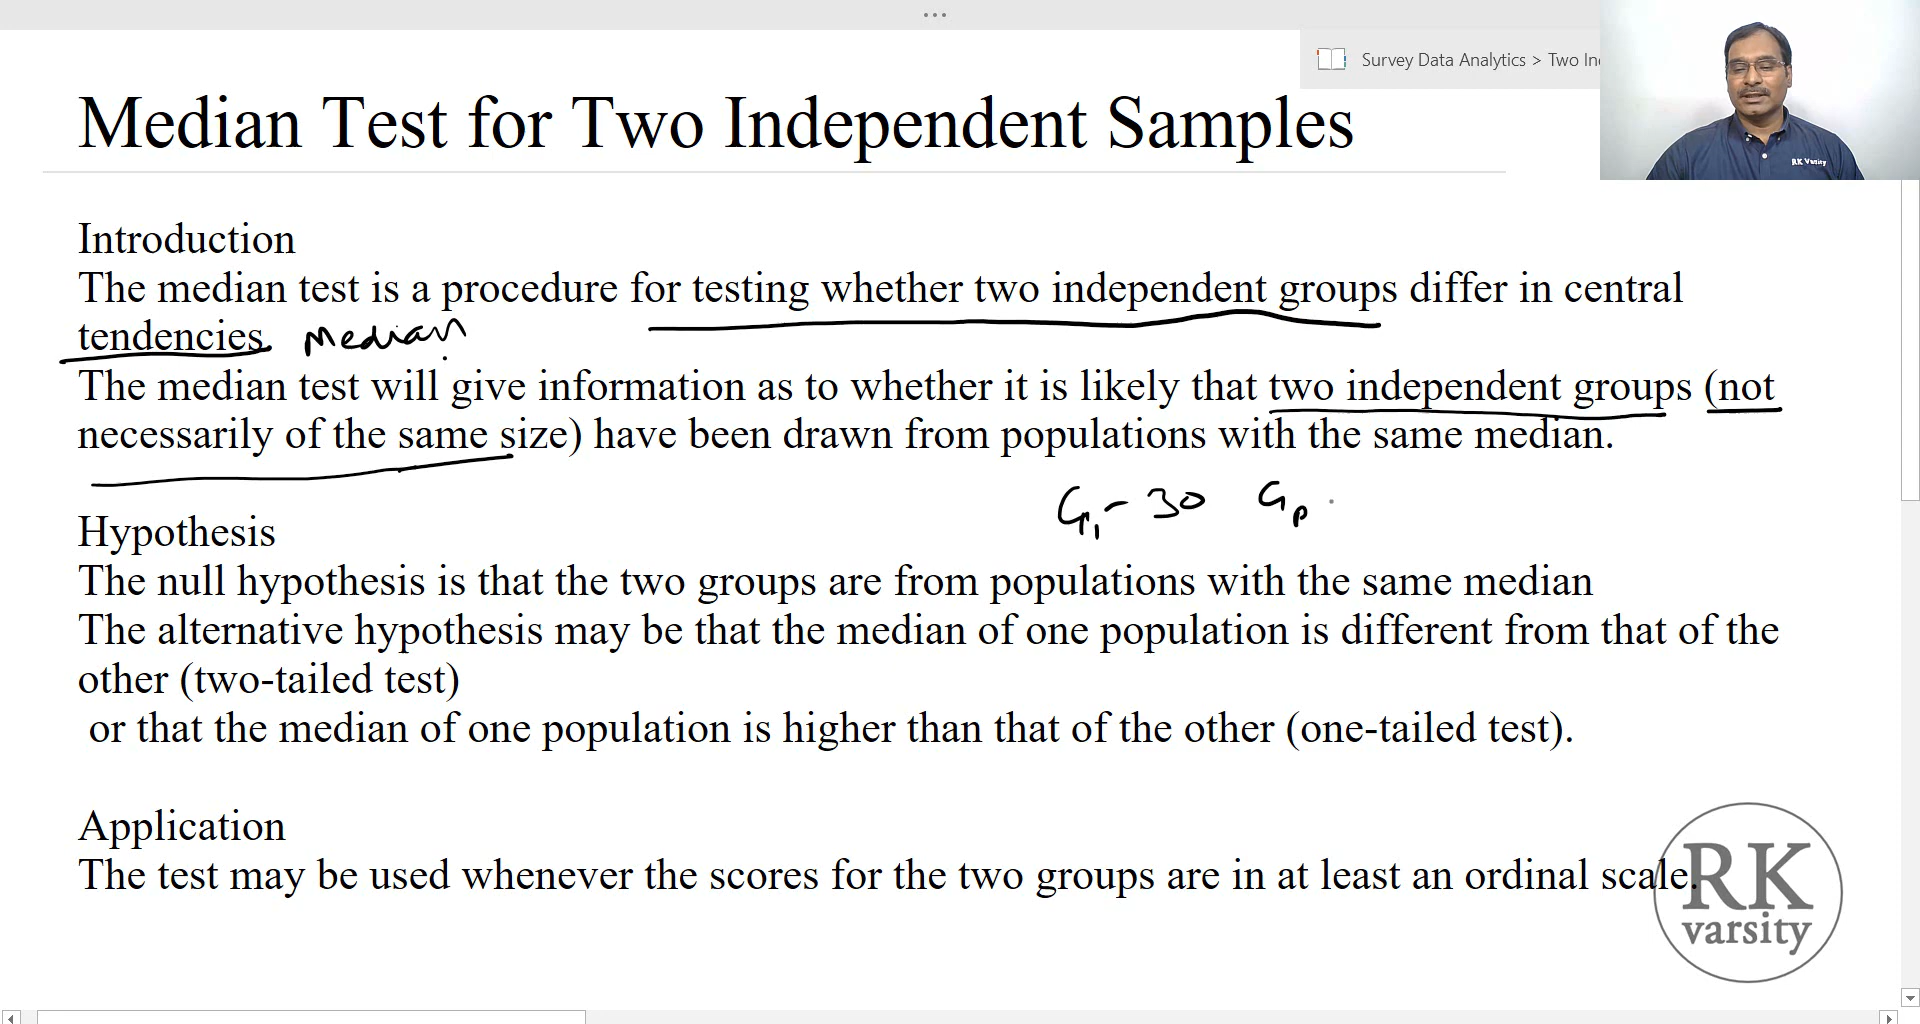 Survey Data Analytics > Two In
RK Varsity
Median Test for Two Independent Samples
Introduction
The median test is a procedure for testing whether two independent groups differ in central
tendencies. Median
The median test will give information as to whether it is likely that two independent groups (not
necessarily of the same size) have been drawn from populations with the same median.
G1 - 30 G
Hypothesis
The null hypothesis is that the two groups are from populations with the same median
The alternative hypothesis may be that the median of one population is different from that of the
other (two-tailed test)
or that the median of one population is higher than that of the other (one-tailed test).
Application
The test may be used whenever the scores for the two groups are in at least an ordinal scale.
RK
varsity